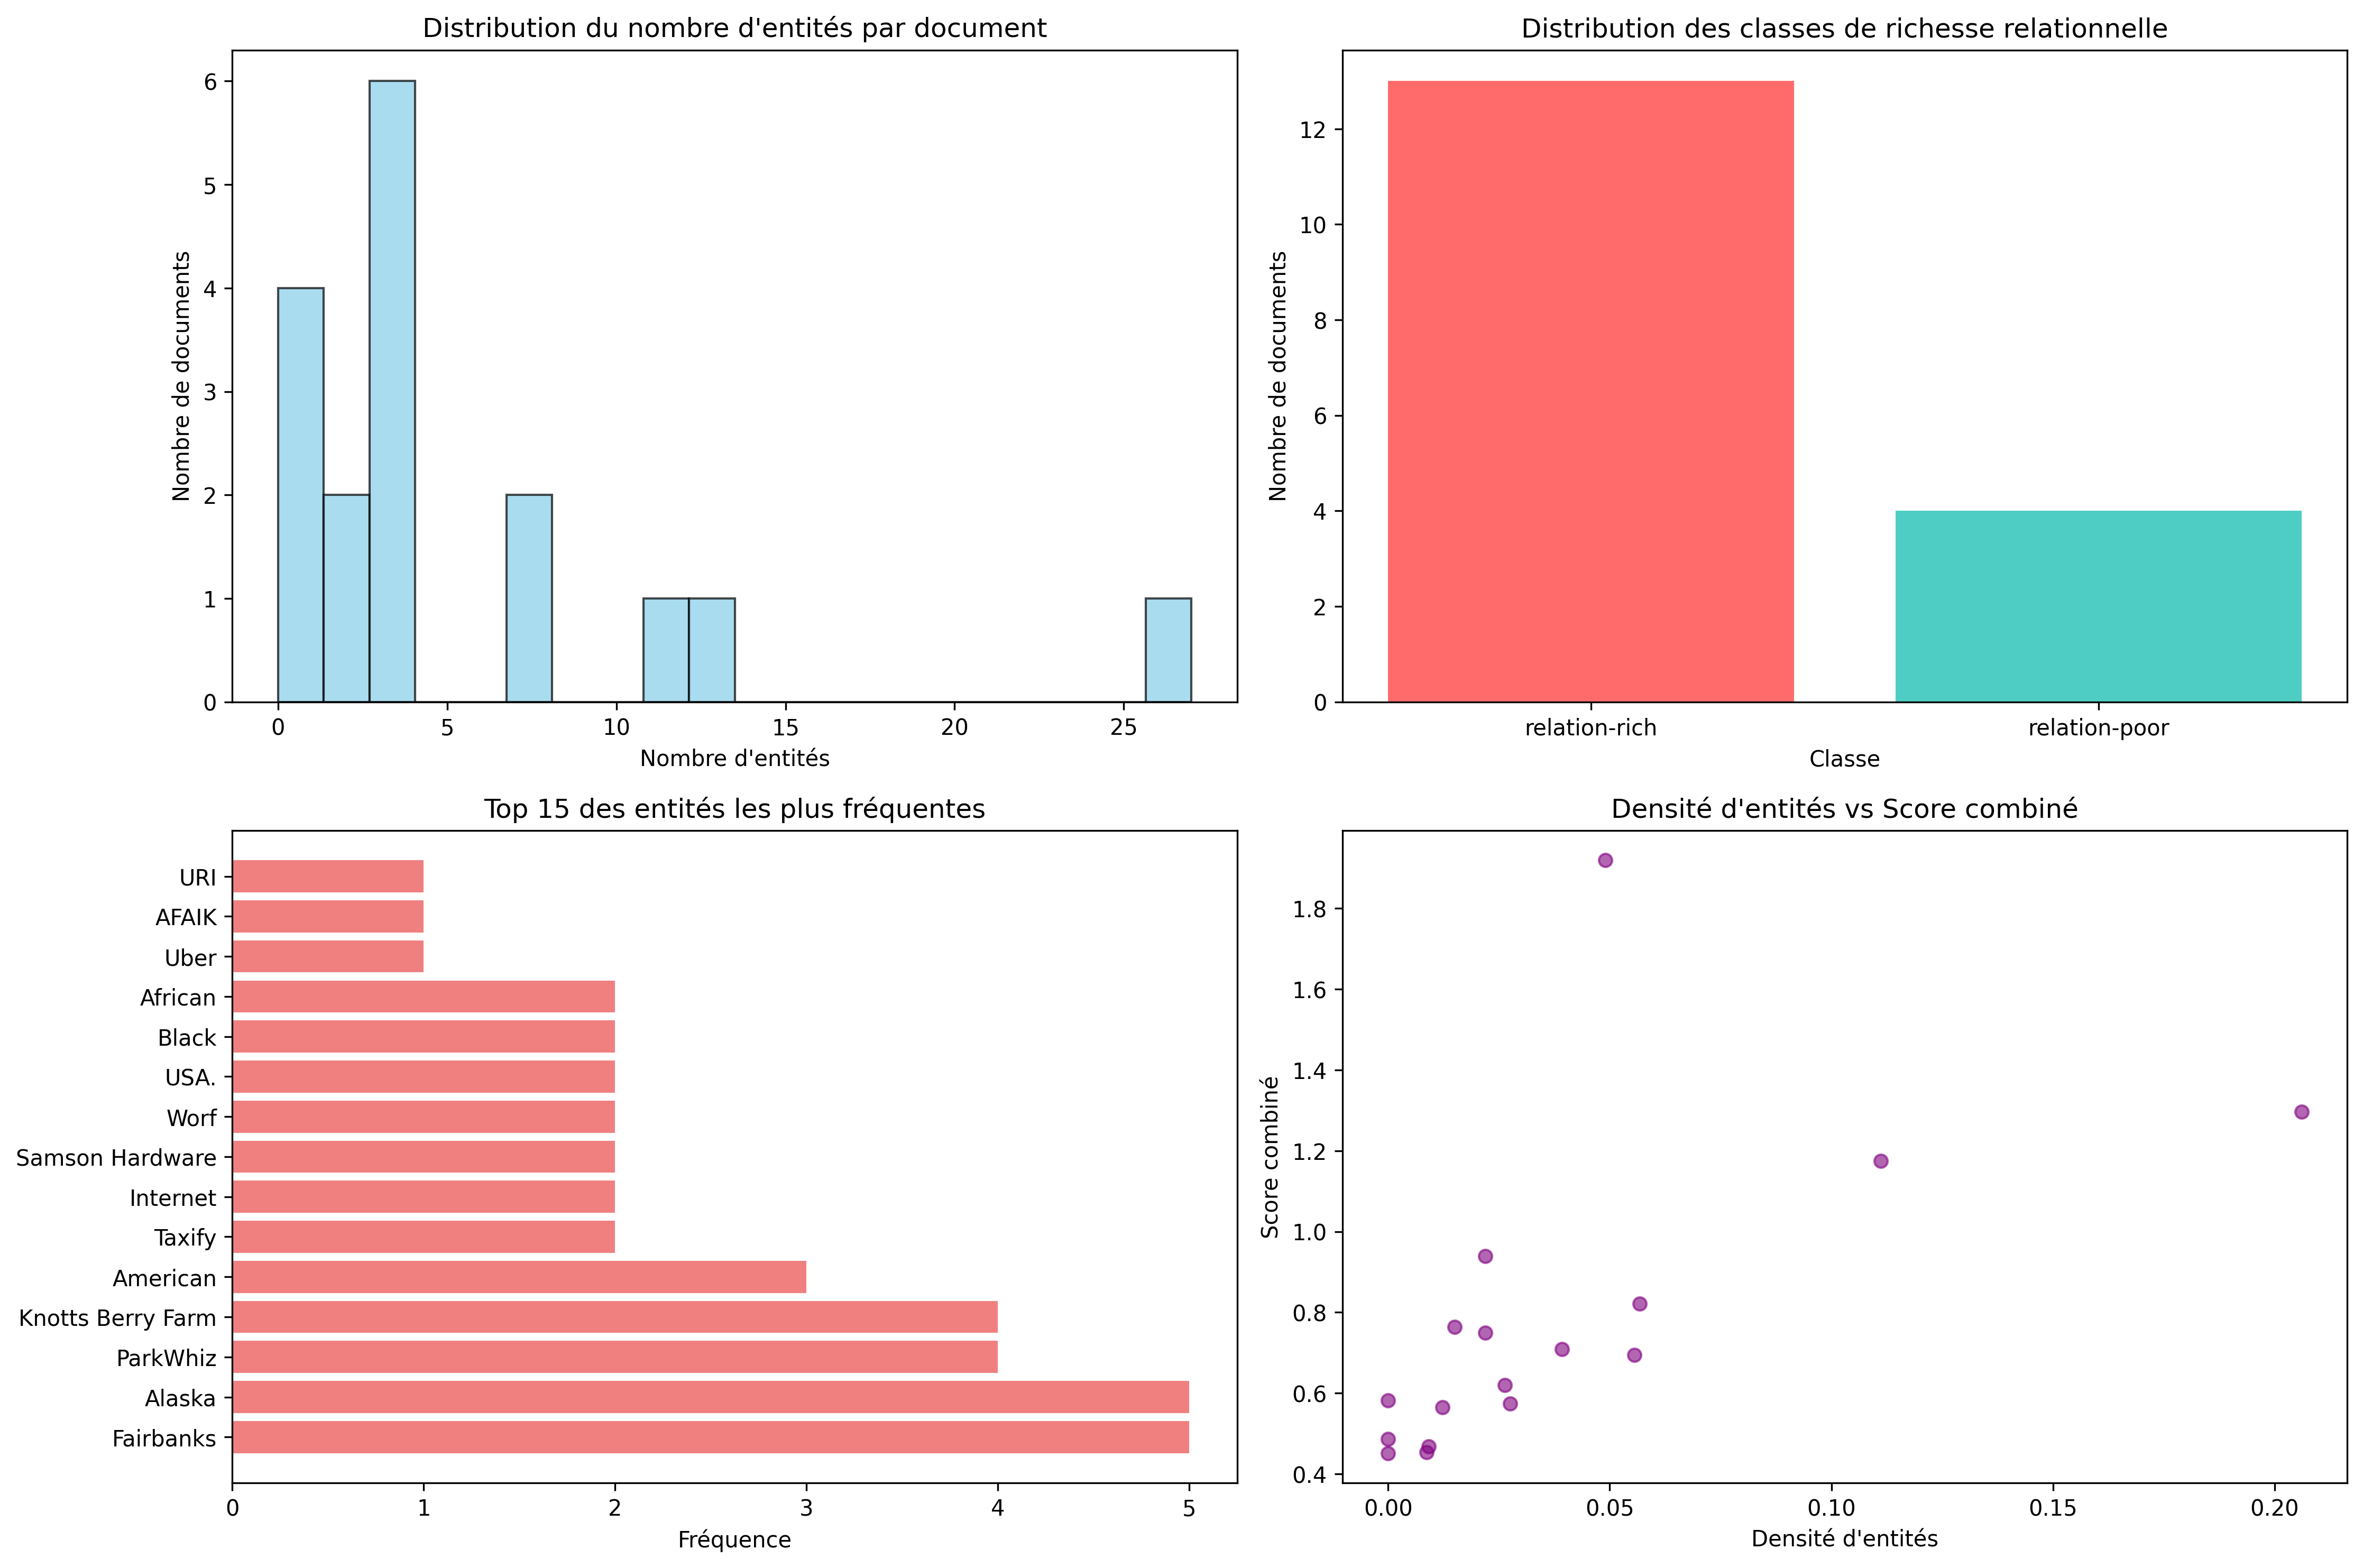 Distribution du nombre d'entités par document
Nombre de documents
6
5
4
3
2
1
0
0 5 10 15 20 25
Nombre d'entités
Distribution des classes de richesse relationnelle
Nombre de documents
12
10
8
6
4
2
0
relation-rich relation-poor
Classe
Top 15 des entités les plus fréquentes
URI
AFAIK
Uber
African
Black
USA.
Worf
Samson Hardware
Internet
Taxify
American
Knotts Berry Farm
ParkWhiz
Alaska
Fairbanks
0 1 2 3 4 5
Fréquence
Densité d'entités vs Score combiné
Score combiné
1.8
1.6
1.4
1.2
1.0
0.8
0.6
0.4
0.00 0.05 0.10 0.15 0.20
Densité d'entités